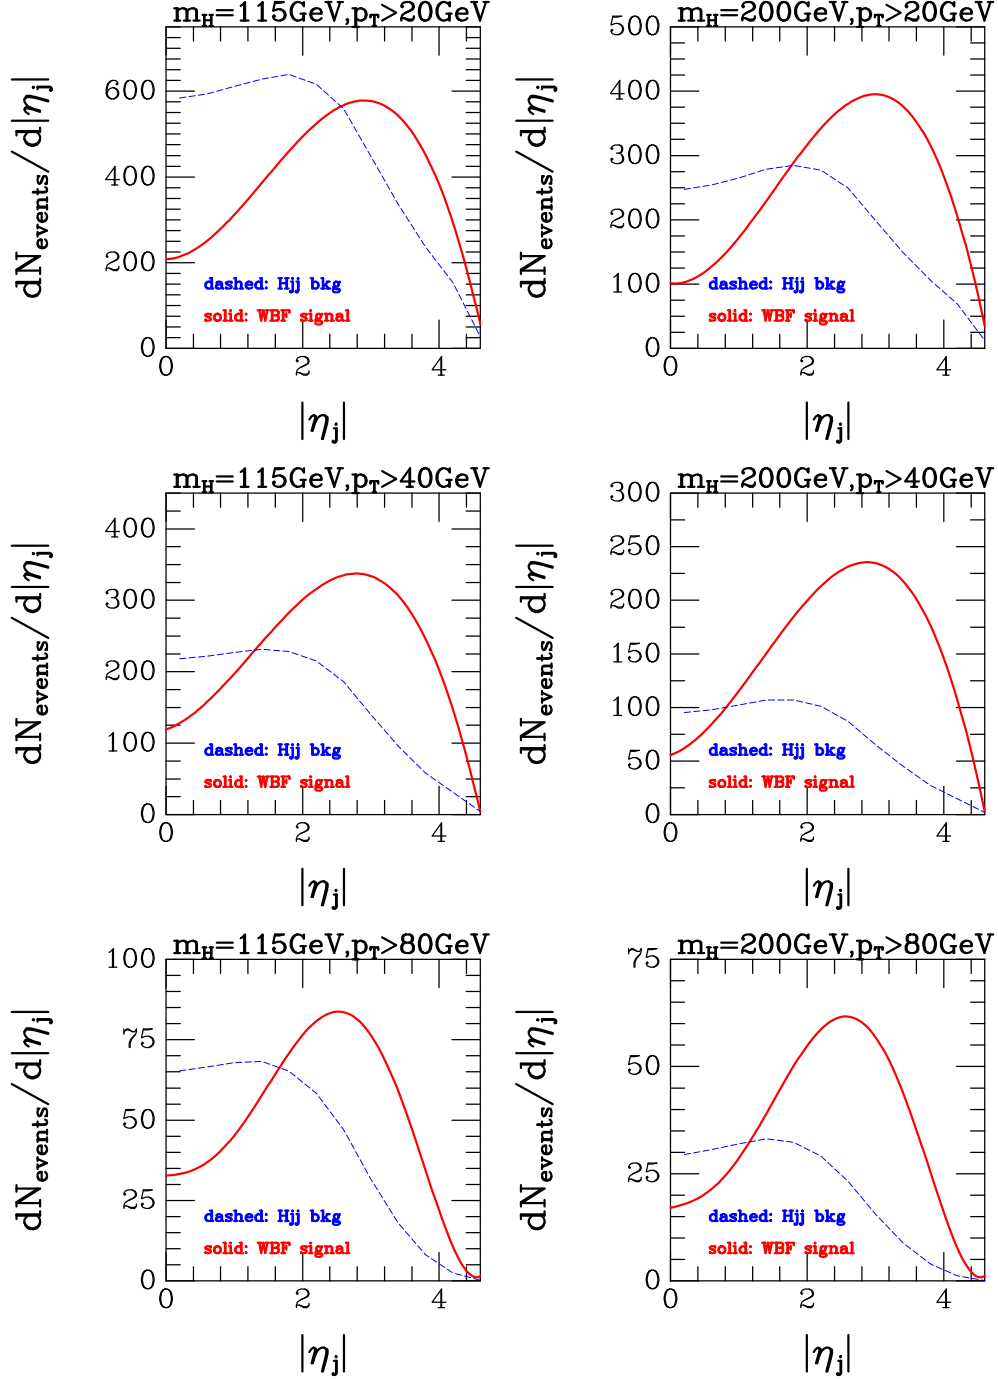 m_H=115GeV,p_T>20GeV
dN_events/d|η_j|
600
400
200
0
dashed: Hjj bkg
solid: WBF signal
0 2 4
|η_j|
m_H=200GeV,p_T>20GeV
dN_events/d|η_j|
500
400
300
200
100
0
dashed: Hjj bkg
solid: WBF signal
0 2 4
|η_j|
m_H=115GeV,p_T>40GeV
dN_events/d|η_j|
400
300
200
100
0
dashed: Hjj bkg
solid: WBF signal
0 2 4
|η_j|
m_H=200GeV,p_T>40GeV
dN_events/d|η_j|
300
250
200
150
100
50
0
dashed: Hjj bkg
solid: WBF signal
0 2 4
|η_j|
m_H=115GeV,p_T>80GeV
dN_events/d|η_j|
100
75
50
25
0
dashed: Hjj bkg
solid: WBF signal
0 2 4
|η_j|
m_H=200GeV,p_T>80GeV
dN_events/d|η_j|
75
50
25
0
dashed: Hjj bkg
solid: WBF signal
0 2 4
|η_j|